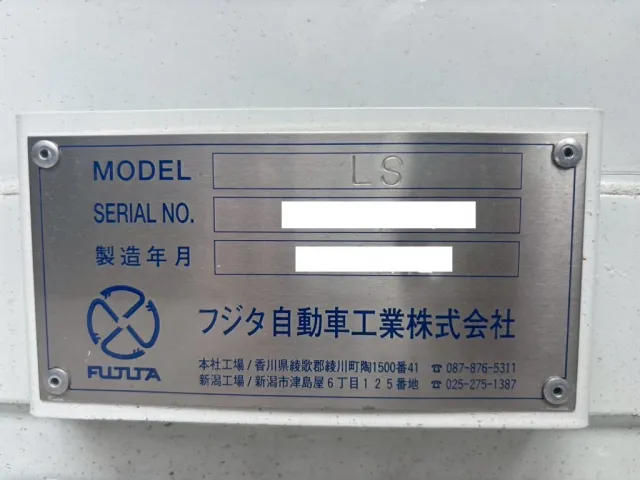 MODEL LS
SERIAL NO.
製造年月
フジタ自動車工業株式会社
FUJITA
本社工場/香川県綾歌郡綾川町陶1500番41 ☎087-876-5311
新潟工場/新潟市津島屋6丁目125番地 ☎025-275-1387